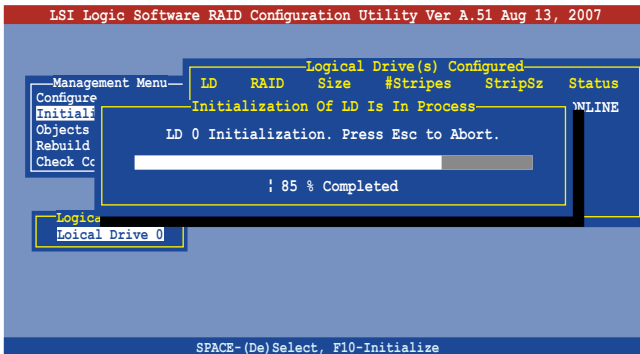 LSI Logic Software RAID Configuration Utility Ver A.51 Aug 13, 2007
Logical Drive(s) Configured
LD RAID Size #Stripes StripSz Status
Management Menu
Configure
Initiali
Objects
Rebuild
Check Co
ONLINE
Initialization Of LD Is In Process
LD 0 Initialization. Press Esc to Abort.
¦ 85 % Completed
Logica
Loical Drive 0
SPACE-(De)Select, F10-Initialize